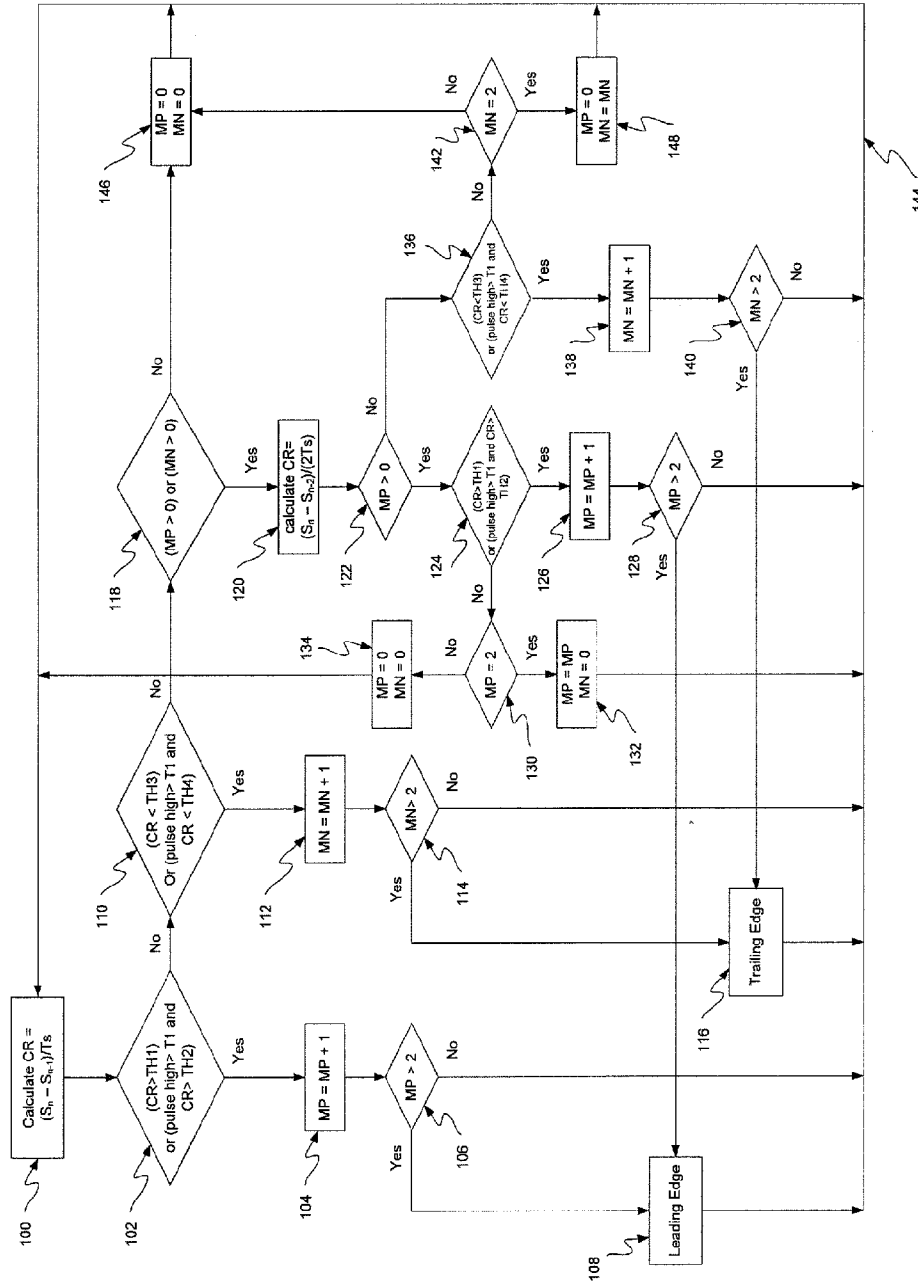 100
Calculate CR =
(Sn – Sn-1)/Ts
102
(CR>TH1)
or (pulse high> T1 and
CR> TH2)
Yes
No
104
MP = MP + 1
106
MP > 2
Yes
No
108
Leading Edge
110
(CR < TH3)
Or (pulse high> T1 and
CR < TH4)
Yes
No
112
MN = MN + 1
114
MN> 2
Yes
No
116
Trailing Edge
118
(MP > 0) or (MN > 0)
Yes
No
120
calculate CR=
(Sn – Sn-2)/(2Ts)
122
MP > 0
Yes
No
124
(CR>TH1)
or (pulse high> T1 and CR>
TH2)
Yes
No
126
MP = MP + 1
128
MP > 2
Yes
No
130
MP = 2
Yes
No
132
MP = MP
MN = 0
134
MP = 0
MN = 0
136
(CR<TH3)
or (pulse high> T1 and
CR< TH4)
Yes
No
138
MN = MN + 1
140
MN > 2
Yes
No
142
MN = 2
Yes
No
146
MP = 0
MN = 0
148
MP = 0
MN = MN
144